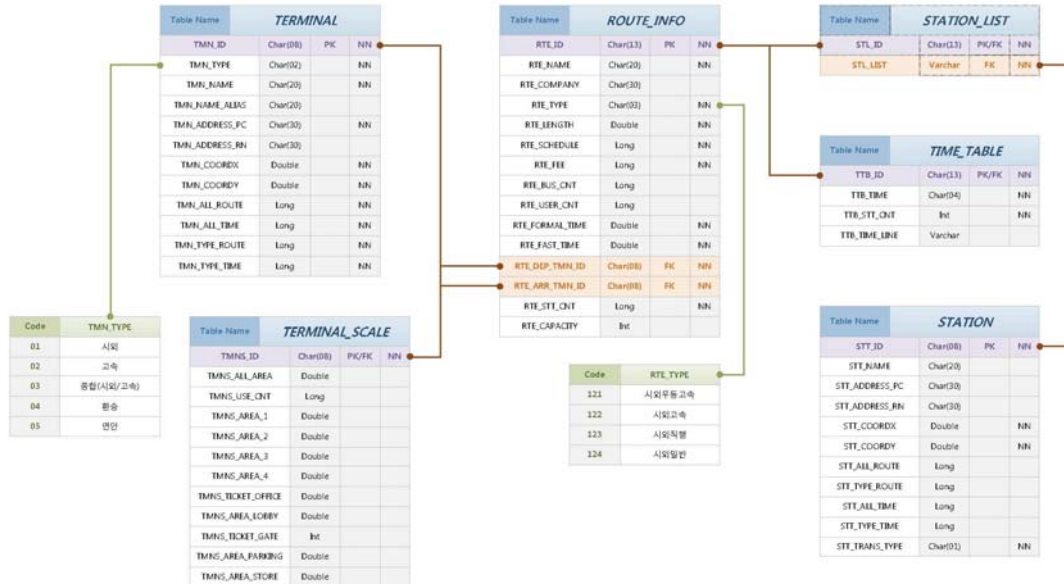 Table Name TERMINAL
TMN_ID Char(08) PK NN
TMN_TYPE Char(02) NN
TMN_NAME Char(20) NN
TMN_NAME_ALIAS Char(20)
TMN_ADDRESS_PC Char(30) NN
TMN_ADDRESS_RN Char(30)
TMN_COORDX Double NN
TMN_COORDY Double NN
TMN_ALL_ROUTE Long NN
TMN_ALL_TIME Long NN
TMN_TYPE_ROUTE Long NN
TMN_TYPE_TIME Long NN
Code TMN_TYPE
01 시외
02 고속
03 종합(시외/고속)
04 환승
05 연안
Table Name TERMINAL_SCALE
TMNS_ID Char(08) PK/FK NN
TMNS_ALL_AREA Double
TMNS_USE_CNT Long
TMNS_AREA_1 Double
TMNS_AREA_2 Double
TMNS_AREA_3 Double
TMNS_AREA_4 Double
TMNS_TICKET_OFFICE Double
TMNS_AREA_LOBBY Double
TMNS_TICKET_GATE Int
TMNS_AREA_PARKING Double
TMNS_AREA_STORE Double
Table Name ROUTE_INFO
RTE_ID Char(13) PK NN
RTE_NAME Char(20) NN
RTE_COMPANY Char(30)
RTE_TYPE Char(03) NN
RTE_LENGTH Double NN
RTE_SCHEDULE Long NN
RTE_FEE Long NN
RTE_BUS_CNT Long
RTE_USER_CNT Long
RTE_FORMAL_TIME Double NN
RTE_FAST_TIME Double NN
RTE_DEP_TMN_ID Char(08) FK NN
RTE_ARR_TMN_ID Char(08) FK NN
RTE_STT_CNT Long NN
RTE_CAPACITY Int
Code RTE_TYPE
121 시외우등고속
122 시외고속
123 시외직행
124 시외일반
Table Name STATION_LIST
STL_ID Char(13) PK/FK NN
STL_LIST Varchar FK NN
Table Name TIME_TABLE
TTB_ID Char(13) PK/FK NN
TTB_TIME Char(04) NN
TTB_STT_CNT Int NN
TTB_TIME_LINE Varchar
Table Name STATION
STT_ID Char(08) PK NN
STT_NAME Char(20)
STT_ADDRESS_PC Char(30)
STT_ADDRESS_RN Char(30)
STT_COORDX Double NN
STT_COORDY Double NN
STT_ALL_ROUTE Long
STT_TYPE_ROUTE Long
STT_ALL_TIME Long
STT_TYPE_TIME Long
STT_TRANS_TYPE Char(01) NN